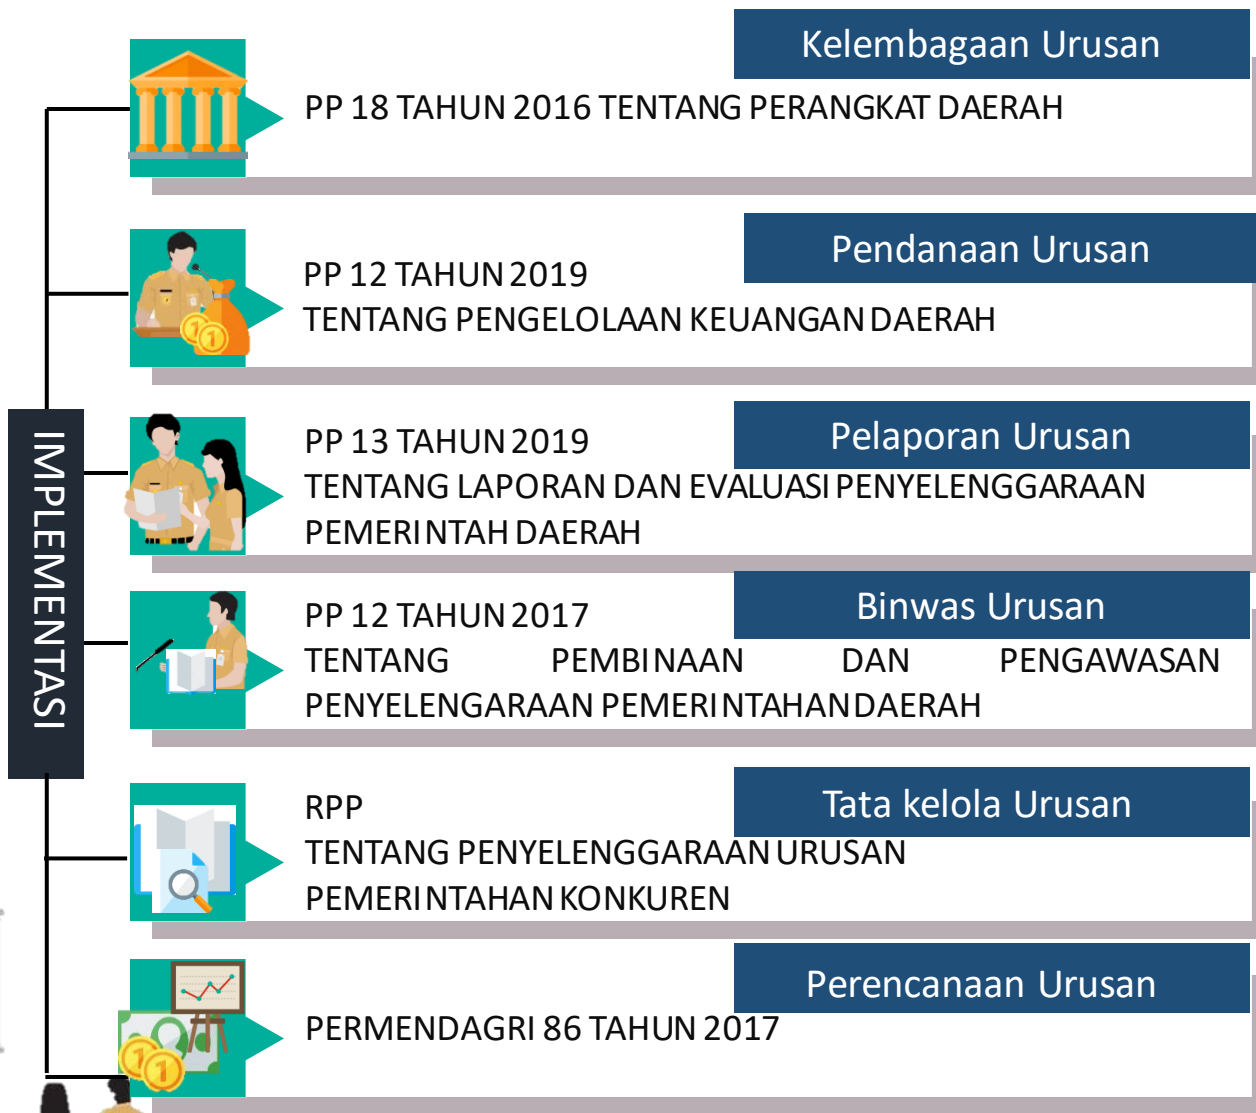 IMPLEMENTASI
Kelembagaan Urusan
PP 18 TAHUN 2016 TENTANG PERANGKAT DAERAH
Pendanaan Urusan
PP 12 TAHUN 2019
TENTANG PENGELOLAAN KEUANGAN DAERAH
Pelaporan Urusan
PP 13 TAHUN 2019
TENTANG LAPORAN DAN EVALUASI PENYELENGGARAAN
PEMERINTAH DAERAH
Binwas Urusan
PP 12 TAHUN 2017
TENTANG PEMBINAAN DAN PENGAWASAN
PENYELENGARAAN PEMERINTAHAN DAERAH
Tata kelola Urusan
RPP
TENTANG PENYELENGGARAAN URUSAN
PEMERINTAHAN KONKUREN
Perencanaan Urusan
PERMENDAGRI 86 TAHUN 2017